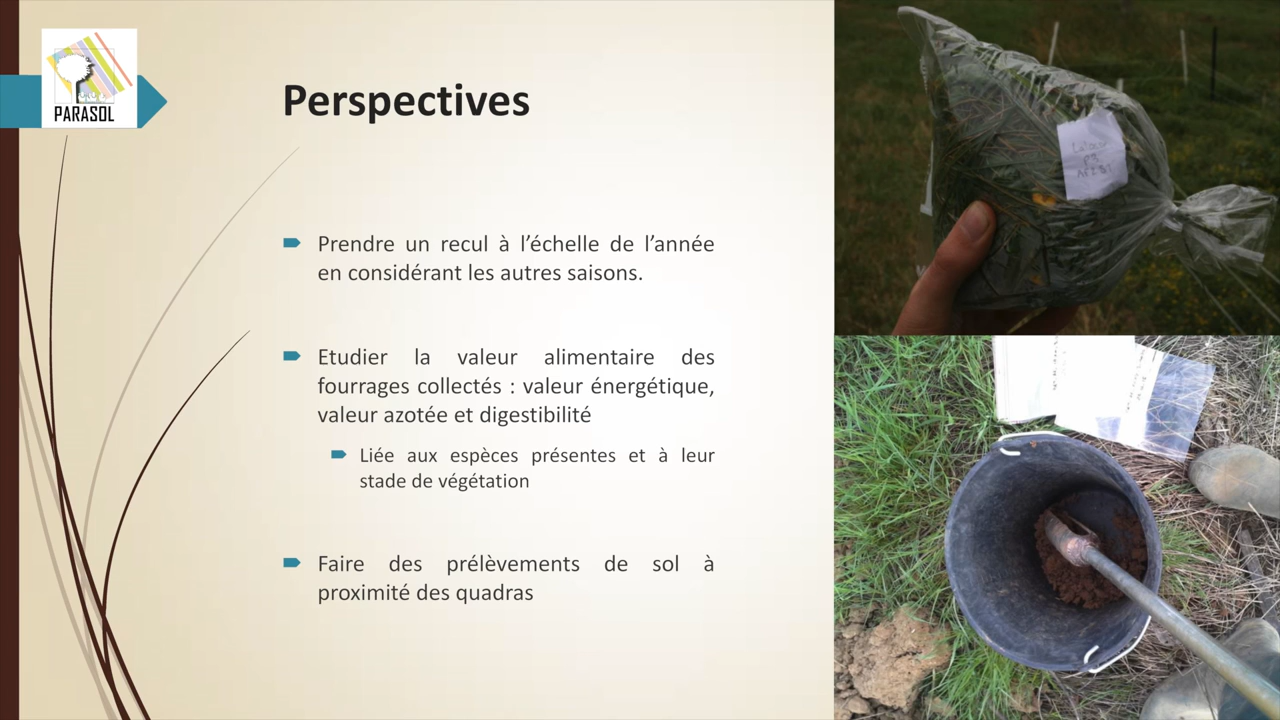 PARASOL
Perspectives
Prendre un recul à l’échelle de l’année
en considérant les autres saisons.
Etudier la valeur alimentaire des
fourrages collectés : valeur énergétique,
valeur azotée et digestibilité
Liée aux espèces présentes et à leur
stade de végétation
Faire des prélèvements de sol à
proximité des quadras